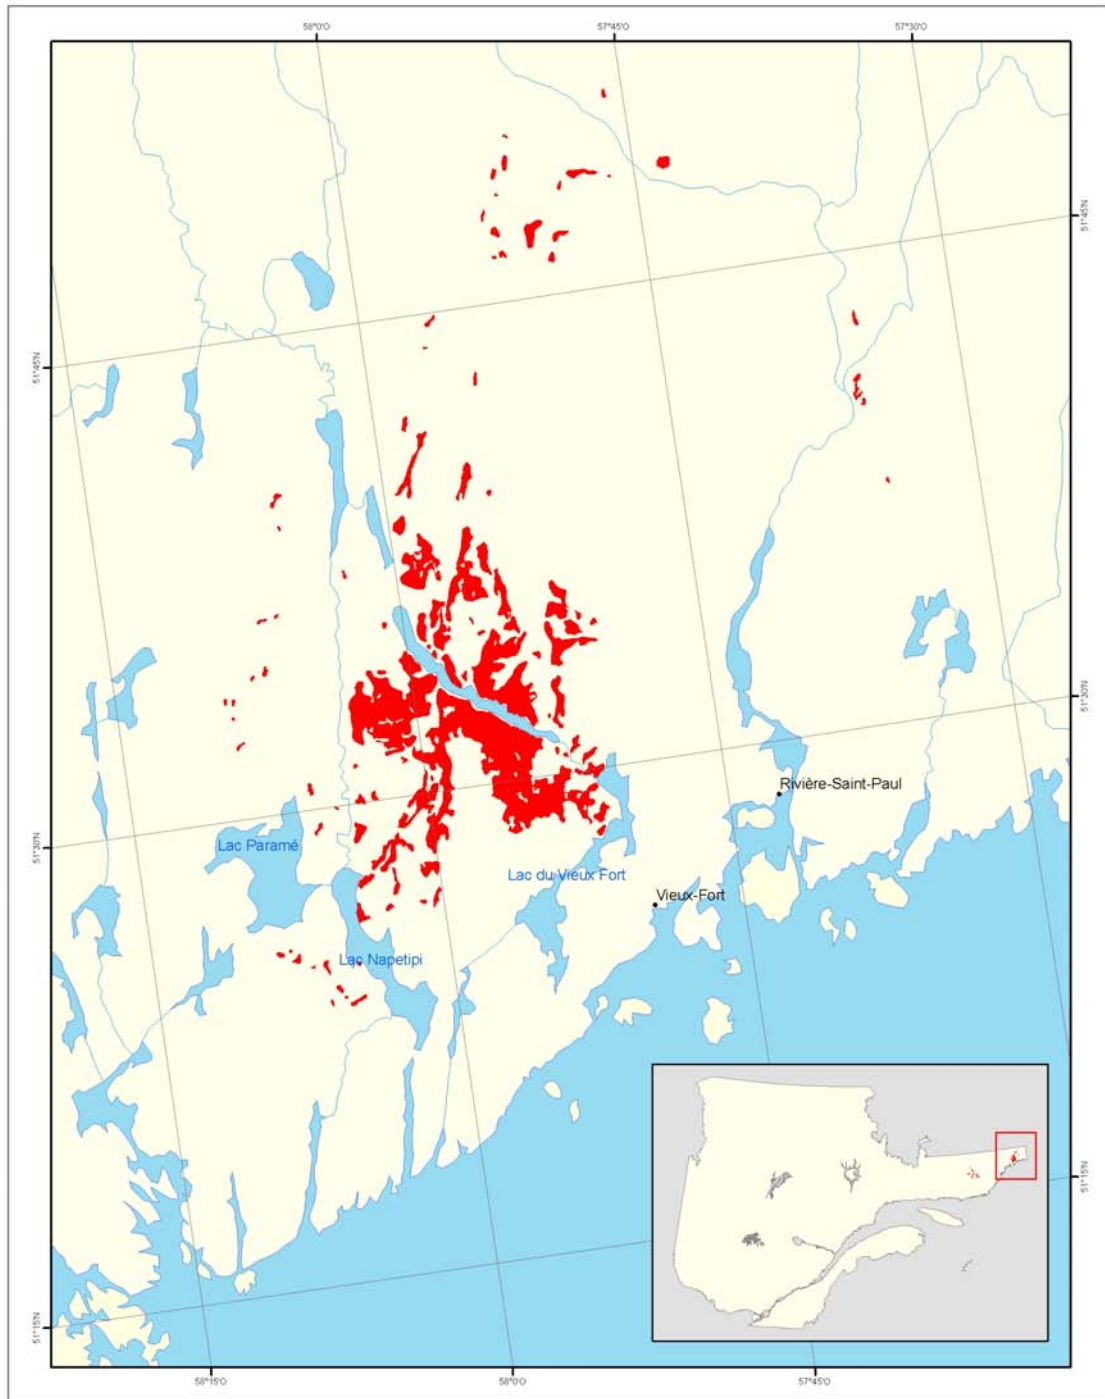 58°0'O
57°45'O
57°30'O
51°45'N
51°45'N
51°30'N
Rivière-Saint-Paul
Lac Paramé
51°30'N
Lac du Vieux Fort
Vieux-Fort
Lac Napetipi
51°15'N
51°15'N
58°15'O
58°0'O
57°45'O